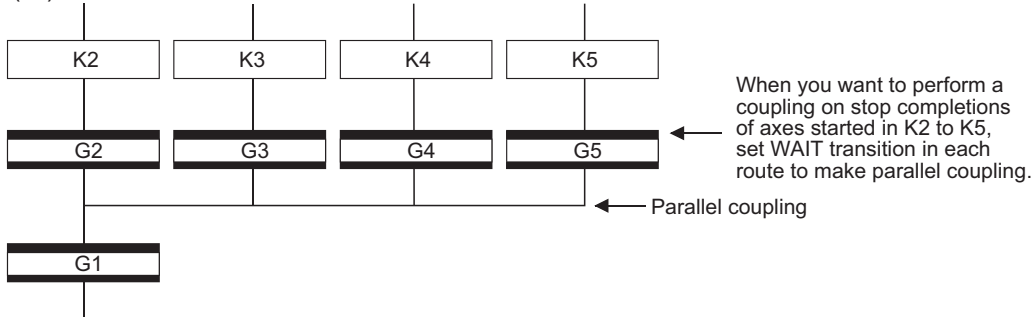 K2 K3 K4 K5
When you want to perform a
coupling on stop completions
of axes started in K2 to K5,
set WAIT transition in each
route to make parallel coupling.
G2 G3 G4 G5
Parallel coupling
G1